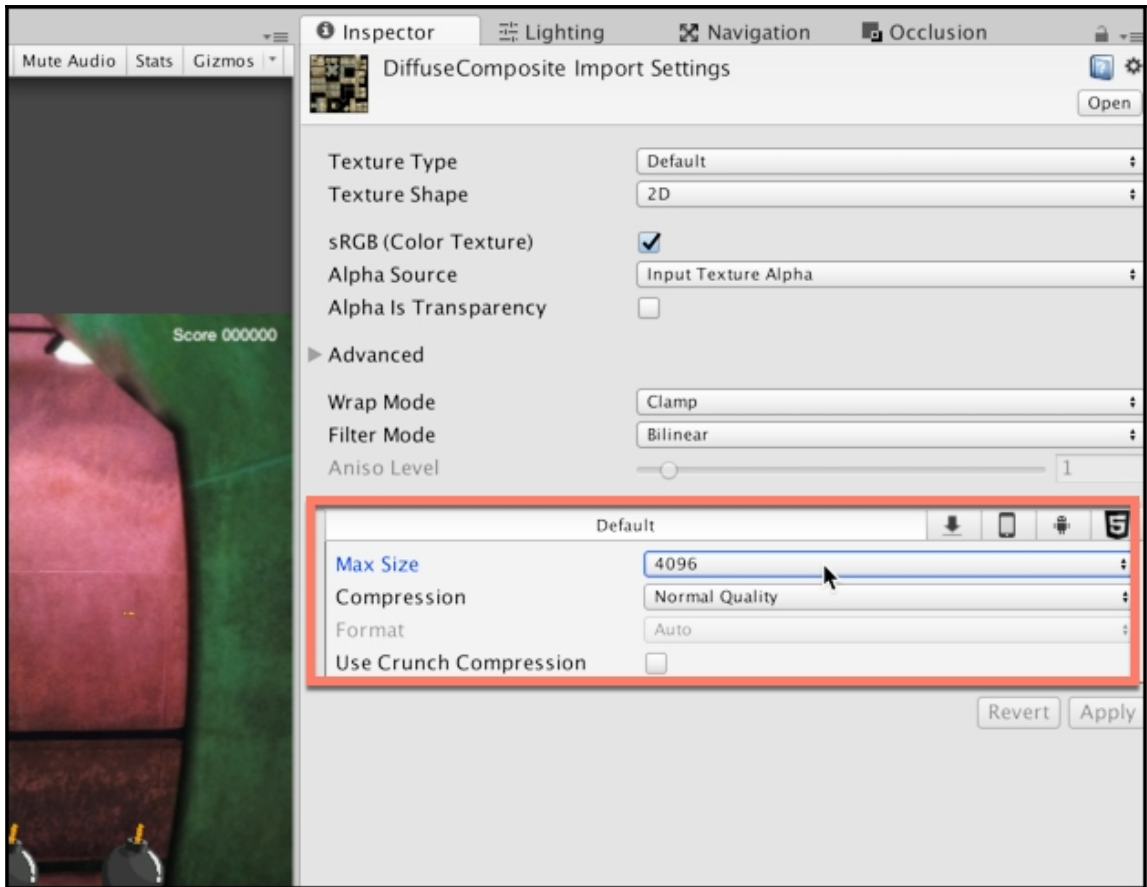 Inspector
Lighting
Navigation
Occlusion
Mute Audio
Stats
Gizmos
DiffuseComposite Import Settings
Open
Texture Type
Default
Texture Shape
2D
sRGB (Color Texture)
Alpha Source
Input Texture Alpha
Alpha Is Transparency
Score 000000
Advanced
Wrap Mode
Clamp
Filter Mode
Bilinear
Aniso Level
1
Default
Max Size
4096
Compression
Normal Quality
Format
Auto
Use Crunch Compression
Revert
Apply